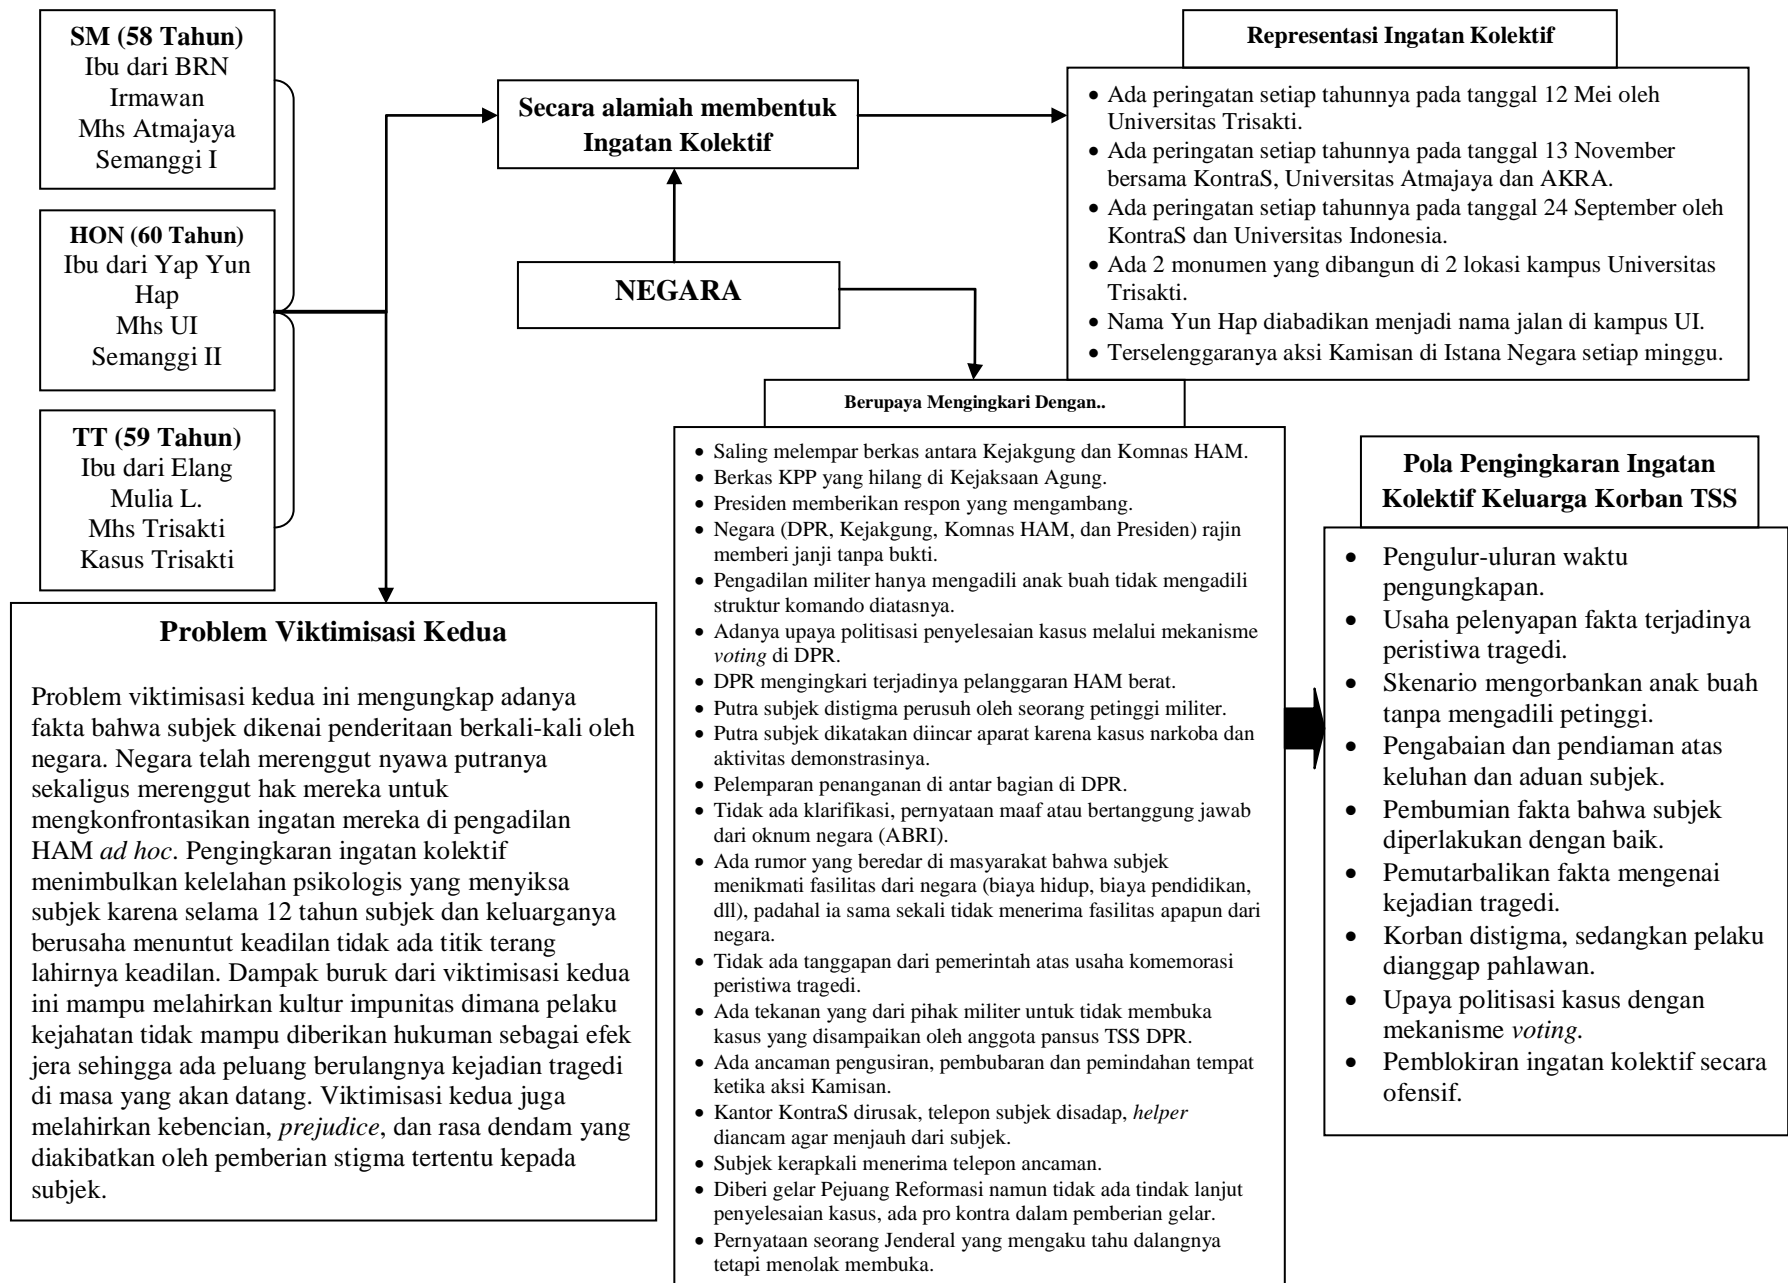 SM (58 Tahun)
Ibu dari BRN
Irmawan
Mhs Atmajaya
Semanggi I
HON (60 Tahun)
Ibu dari Yap Yun
Hap
Mhs UI
Semanggi II
TT (59 Tahun)
Ibu dari Elang
Mulia L.
Mhs Trisakti
Kasus Trisakti
Secara alamiah membentuk
Ingatan Kolektif
NEGARA
Representasi Ingatan Kolektif
• Ada peringatan setiap tahunnya pada tanggal 12 Mei oleh
Universitas Trisakti.
• Ada peringatan setiap tahunnya pada tanggal 13 November
bersama KontraS, Universitas Atmajaya dan AKRA.
• Ada peringatan setiap tahunnya pada tanggal 24 September oleh
KontraS dan Universitas Indonesia.
• Ada 2 monumen yang dibangun di 2 lokasi kampus Universitas
Trisakti.
• Nama Yun Hap diabadikan menjadi nama jalan di kampus UI.
• Terselenggaranya aksi Kamisan di Istana Negara setiap minggu.
Problem Viktimisasi Kedua
Problem viktimisasi kedua ini mengungkap adanya
fakta bahwa subjek dikenai penderitaan berkali-kali oleh
negara. Negara telah merenggut nyawa putranya
sekaligus merenggut hak mereka untuk
mengkonfrontasikan ingatan mereka di pengadilan
HAM ad hoc. Pengingkaran ingatan kolektif
menimbulkan kelelahan psikologis yang menyiksa
subjek karena selama 12 tahun subjek dan keluarganya
berusaha menuntut keadilan tidak ada titik terang
lahirnya keadilan. Dampak buruk dari viktimisasi kedua
ini mampu melahirkan kultur impunitas dimana pelaku
kejahatan tidak mampu diberikan hukuman sebagai efek
jera sehingga ada peluang berulangnya kejadian tragedi
di masa yang akan datang. Viktimisasi kedua juga
melahirkan kebencian, prejudice, dan rasa dendam yang
diakibatkan oleh pemberian stigma tertentu kepada
subjek.
Berupaya Mengingkari Dengan..
• Saling melempar berkas antara Kejakgung dan Komnas HAM.
• Berkas KPP yang hilang di Kejaksaan Agung.
• Presiden memberikan respon yang mengambang.
• Negara (DPR, Kejakgung, Komnas HAM, dan Presiden) rajin
memberi janji tanpa bukti.
• Pengadilan militer hanya mengadili anak buah tidak mengadili
struktur komando diatasnya.
• Adanya upaya politisasi penyelesaian kasus melalui mekanisme
voting di DPR.
• DPR mengingkari terjadinya pelanggaran HAM berat.
• Putra subjek distigma perusuh oleh seorang petinggi militer.
• Putra subjek dikatakan diincar aparat karena kasus narkoba dan
aktivitas demonstrasinya.
• Pelemparan penanganan di antar bagian di DPR.
• Tidak ada klarifikasi, pernyataan maaf atau bertanggung jawab
dari oknum negara (ABRI).
• Ada rumor yang beredar di masyarakat bahwa subjek
menikmati fasilitas dari negara (biaya hidup, biaya pendidikan,
dll), padahal ia sama sekali tidak menerima fasilitas apapun dari
negara.
• Tidak ada tanggapan dari pemerintah atas usaha komemorasi
peristiwa tragedi.
• Ada tekanan yang dari pihak militer untuk tidak membuka
kasus yang disampaikan oleh anggota pansus TSS DPR.
• Ada ancaman pengusiran, pembubaran dan pemindahan tempat
ketika aksi Kamisan.
• Kantor KontraS dirusak, telepon subjek disadap, helper
diancam agar menjauh dari subjek.
• Subjek kerapkali menerima telepon ancaman.
• Diberi gelar Pejuang Reformasi namun tidak ada tindak lanjut
penyelesaian kasus, ada pro kontra dalam pemberian gelar.
• Pernyataan seorang Jenderal yang mengaku tahu dalangnya
tetapi menolak membuka.
Pola Pengingkaran Ingatan
Kolektif Keluarga Korban TSS
• Pengulur-uluran waktu
pengungkapan.
• Usaha pelenyapan fakta terjadinya
peristiwa tragedi.
• Skenario mengorbankan anak buah
tanpa mengadili petinggi.
• Pengabaian dan pendiaman atas
keluhan dan aduan subjek.
• Pembumian fakta bahwa subjek
diperlakukan dengan baik.
• Pemutarbalikan fakta mengenai
kejadian tragedi.
• Korban distigma, sedangkan pelaku
dianggap pahlawan.
• Upaya politisasi kasus dengan
mekanisme voting.
• Pemblokiran ingatan kolektif secara
ofensif.